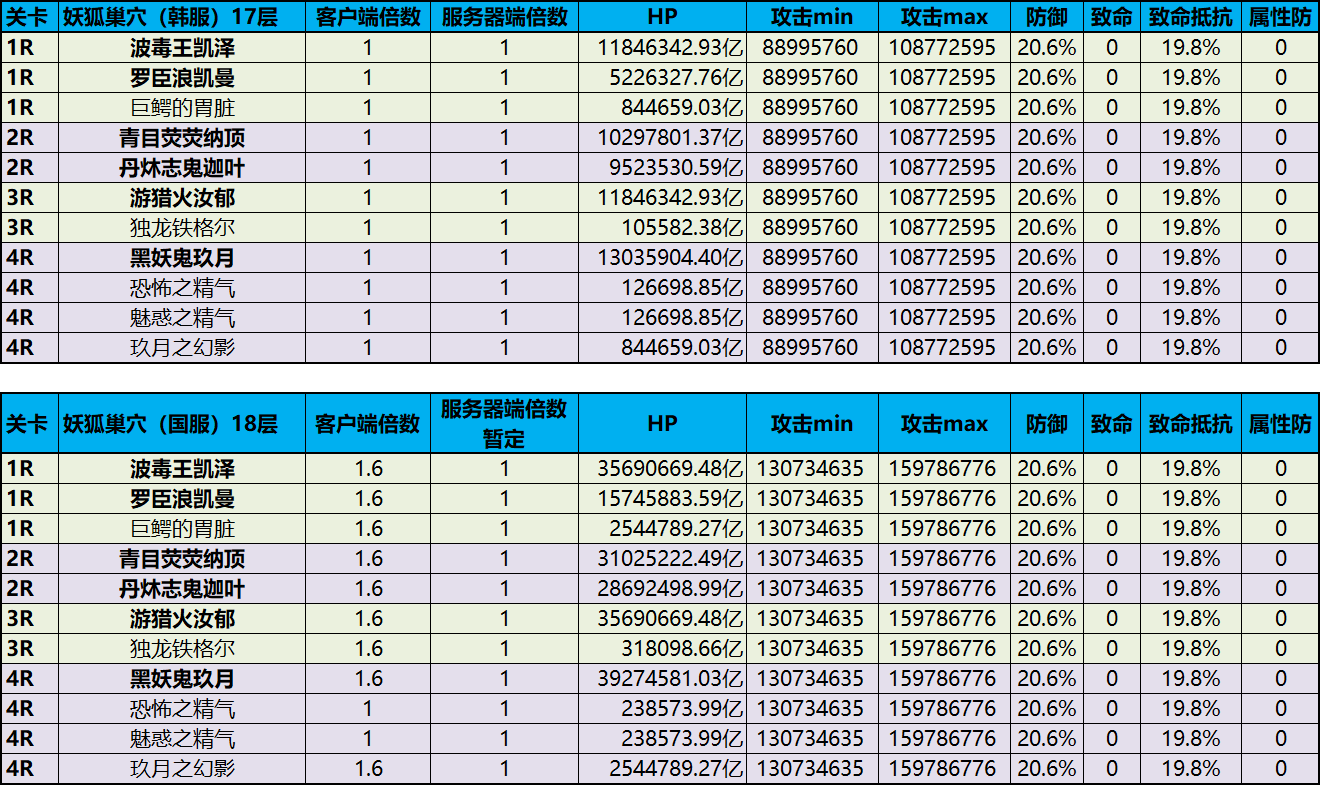 关卡 妖狐巢穴（韩服）17层 客户端倍数 服务器端倍数 HP 攻击min 攻击max 防御 致命 致命抵抗 属性防
1R 波毒王凯泽 1 1 11846342.93亿 88995760 108772595 20.6% 0 19.8% 0
1R 罗臣浪凯曼 1 1 5226327.76亿 88995760 108772595 20.6% 0 19.8% 0
1R 巨鳄的胃脏 1 1 844659.03亿 88995760 108772595 20.6% 0 19.8% 0
2R 青目荧荧纳顶 1 1 10297801.37亿 88995760 108772595 20.6% 0 19.8% 0
2R 丹炑志鬼迦叶 1 1 9523530.59亿 88995760 108772595 20.6% 0 19.8% 0
3R 游猎火汝郁 1 1 11846342.93亿 88995760 108772595 20.6% 0 19.8% 0
3R 独龙铁格尔 1 1 105582.38亿 88995760 108772595 20.6% 0 19.8% 0
4R 黑妖鬼玖月 1 1 13035904.40亿 88995760 108772595 20.6% 0 19.8% 0
4R 恐怖之精气 1 1 126698.85亿 88995760 108772595 20.6% 0 19.8% 0
4R 魅惑之精气 1 1 126698.85亿 88995760 108772595 20.6% 0 19.8% 0
4R 玖月之幻影 1 1 844659.03亿 88995760 108772595 20.6% 0 19.8% 0
关卡 妖狐巢穴（国服）18层 客户端倍数 服务器端倍数 HP 攻击min 攻击max 防御 致命 致命抵抗 属性防
暂定
1R 波毒王凯泽 1.6 1 35690669.48亿 130734635 159786776 20.6% 0 19.8% 0
1R 罗臣浪凯曼 1.6 1 15745883.59亿 130734635 159786776 20.6% 0 19.8% 0
1R 巨鳄的胃脏 1.6 1 2544789.27亿 130734635 159786776 20.6% 0 19.8% 0
2R 青目荧荧纳顶 1.6 1 31025222.49亿 130734635 159786776 20.6% 0 19.8% 0
2R 丹炑志鬼迦叶 1.6 1 28692498.99亿 130734635 159786776 20.6% 0 19.8% 0
3R 游猎火汝郁 1.6 1 35690669.48亿 130734635 159786776 20.6% 0 19.8% 0
3R 独龙铁格尔 1.6 1 318098.66亿 130734635 159786776 20.6% 0 19.8% 0
4R 黑妖鬼玖月 1.6 1 39274581.03亿 130734635 159786776 20.6% 0 19.8% 0
4R 恐怖之精气 1 1 238573.99亿 130734635 159786776 20.6% 0 19.8% 0
4R 魅惑之精气 1 1 238573.99亿 130734635 159786776 20.6% 0 19.8% 0
4R 玖月之幻影 1.6 1 2544789.27亿 130734635 159786776 20.6% 0 19.8% 0